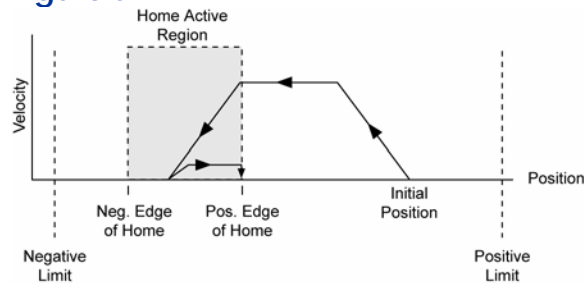 Home Active
Region
Velocity
Position
Initial
Position
Neg. Edge
of Home
Pos. Edge
of Home
Negative
Limit
Positive
Limit